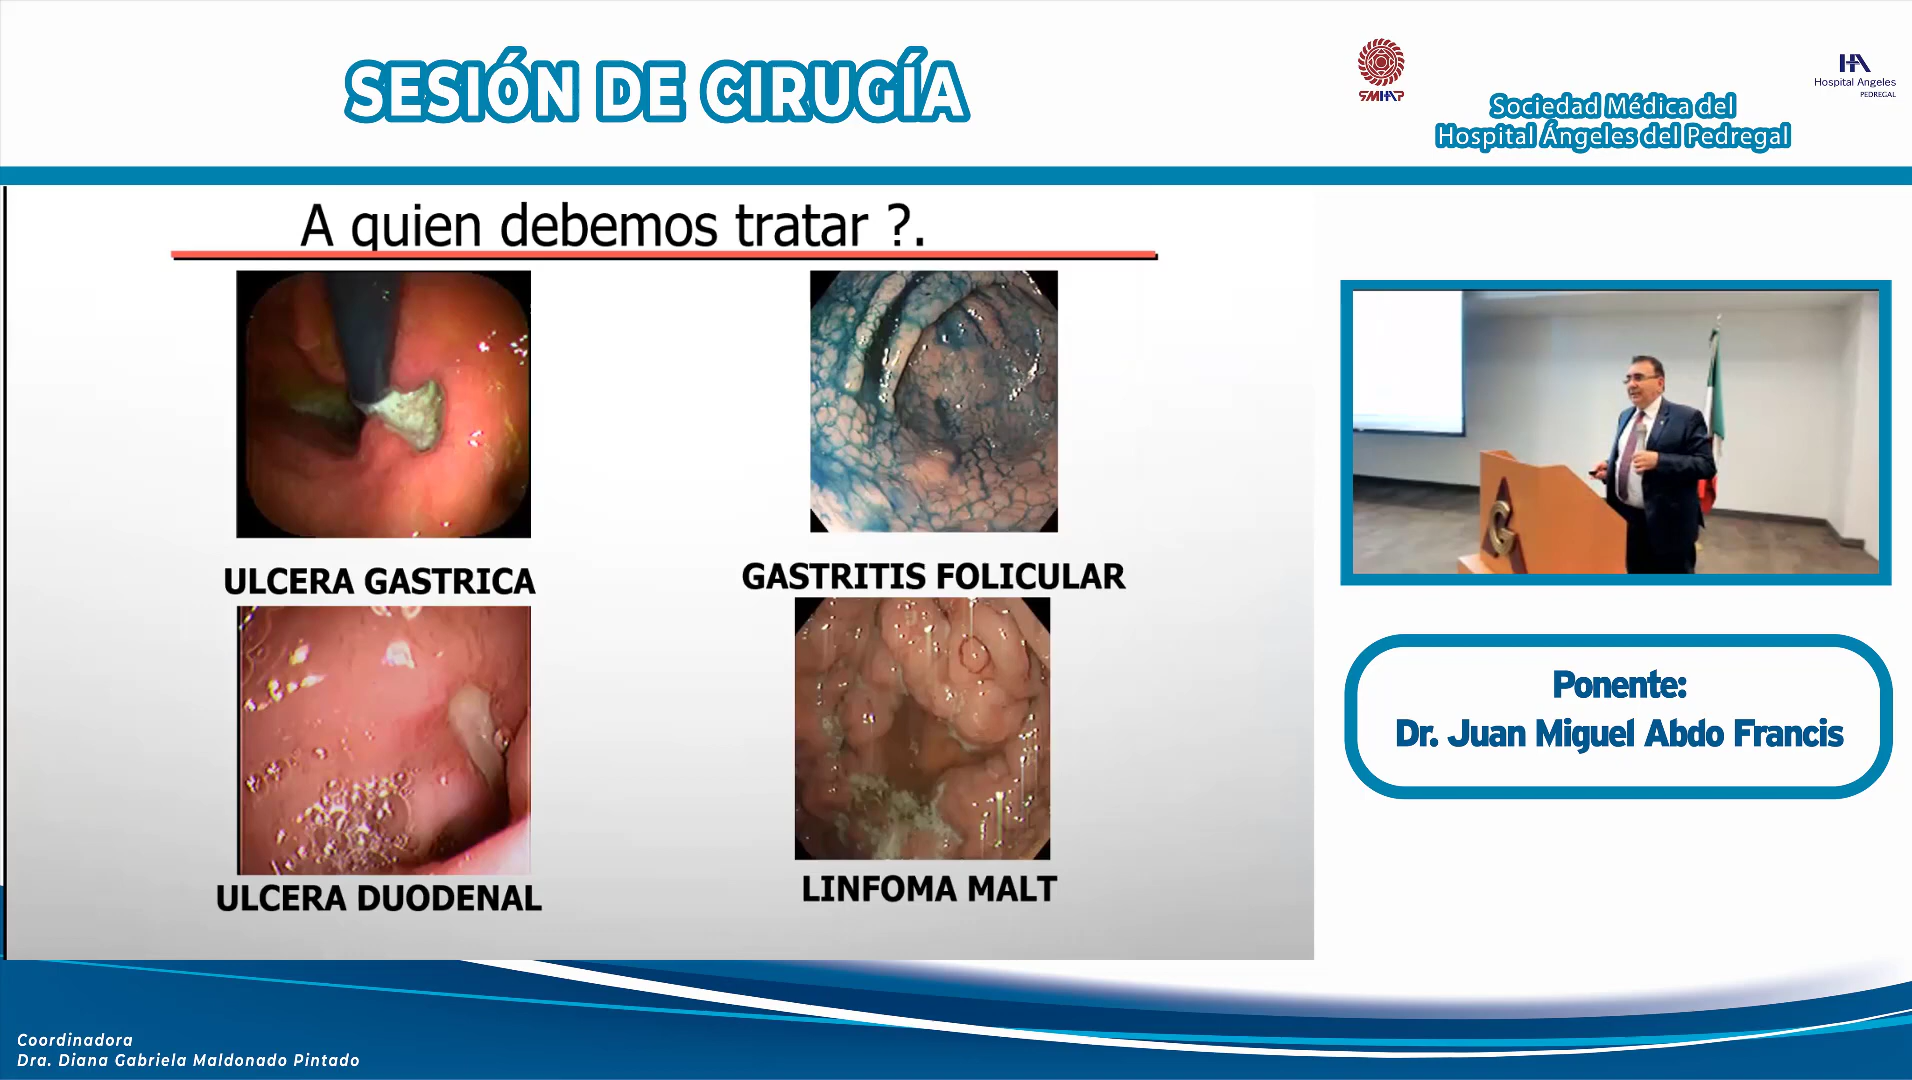 SESIÓN DE CIRUGÍA
SMHAP
Sociedad Médica del
Hospital Ángeles del Pedregal
HA
Hospital Angeles
PEDREGAL
A quien debemos tratar ?.
ULCERA GASTRICA
GASTRITIS FOLICULAR
ULCERA DUODENAL
LINFOMA MALT
G
Ponente:
Dr. Juan Miguel Abdo Francis
Coordinadora
Dra. Diana Gabriela Maldonado Pintado